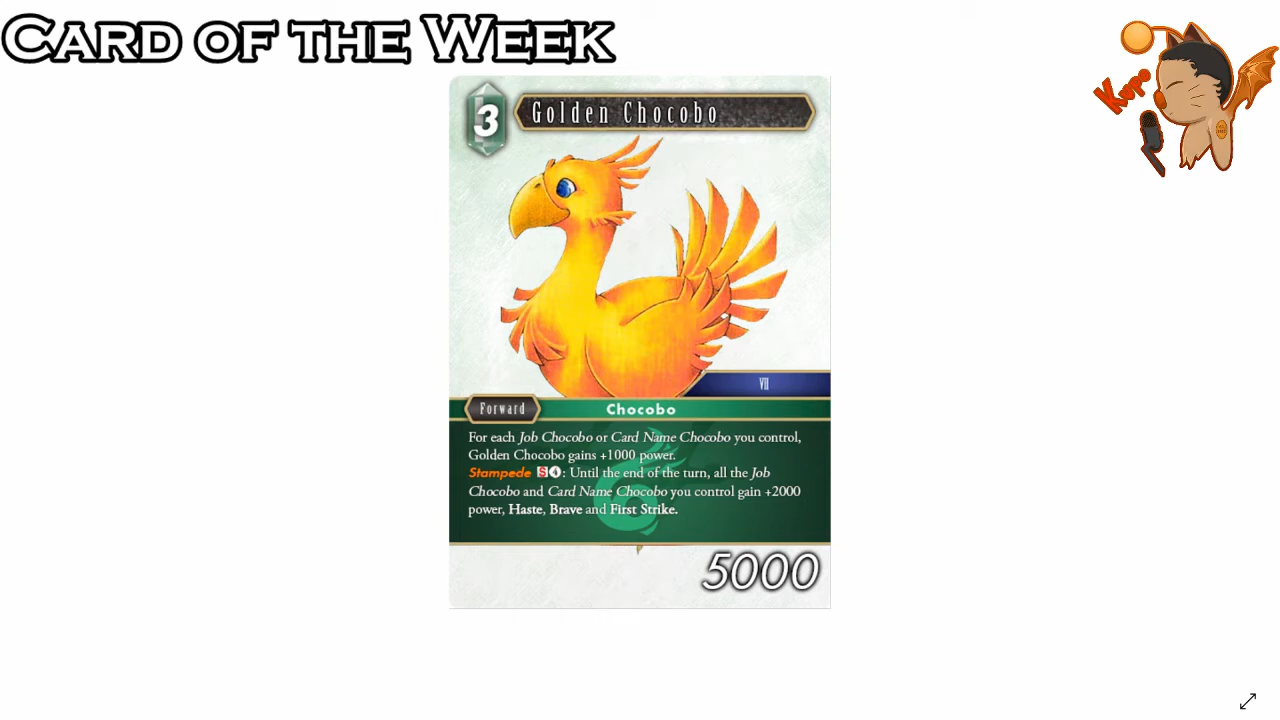 Card of the Week
Kupo
3
Golden Chocobo
VII
Forward
Chocobo
For each Job Chocobo or Card Name Chocobo you control,
Golden Chocobo gains +1000 power.
Stampede S4: Until the end of the turn, all the Job
Chocobo and Card Name Chocobo you control gain +2000
power, Haste, Brave and First Strike.
5000